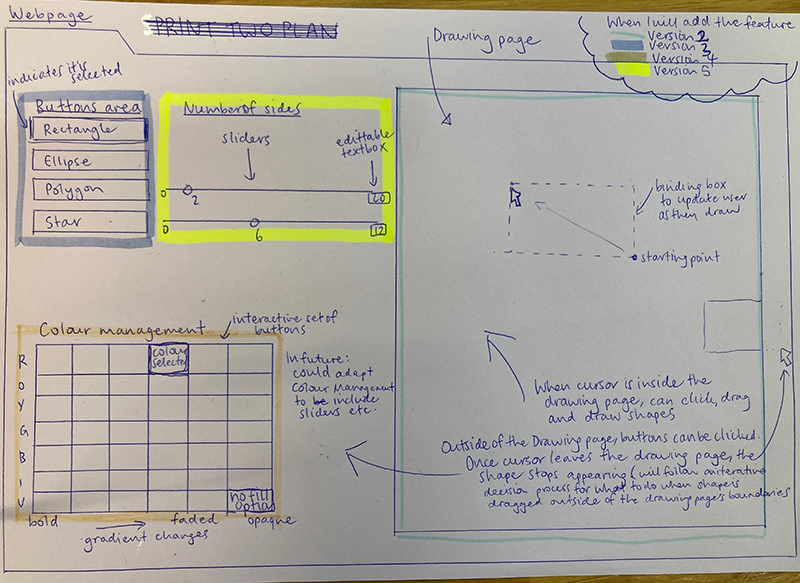 Webpage
PRINT TWO PLAN
Drawing page
When I will add the feature
Version 2
Version 3
Version 4
Version 5
indicates it's
selected
Buttons area
Rectangle
Ellipse
Polygon
Star
Number of sides
sliders
edittable
textbox
0
2
20
0
6
12
binding box
to update user
as they draw
starting point
Colour management
interactive set of
buttons
colour
selected
R
O
Y
G
B
I
V
no fill
option
bold
faded
opaque
gradient changes
In future:
could adapt
Colour Management
to be include
sliders etc.
When cursor is inside the
drawing page, can click, drag
and draw shapes
Outside of the Drawing page, buttons can be clicked.
Once cursor leaves the drawing page, the
shape stops appearing (will follow an iterative
decision process for what to do when shape is
dragged outside of the drawing page's boundaries